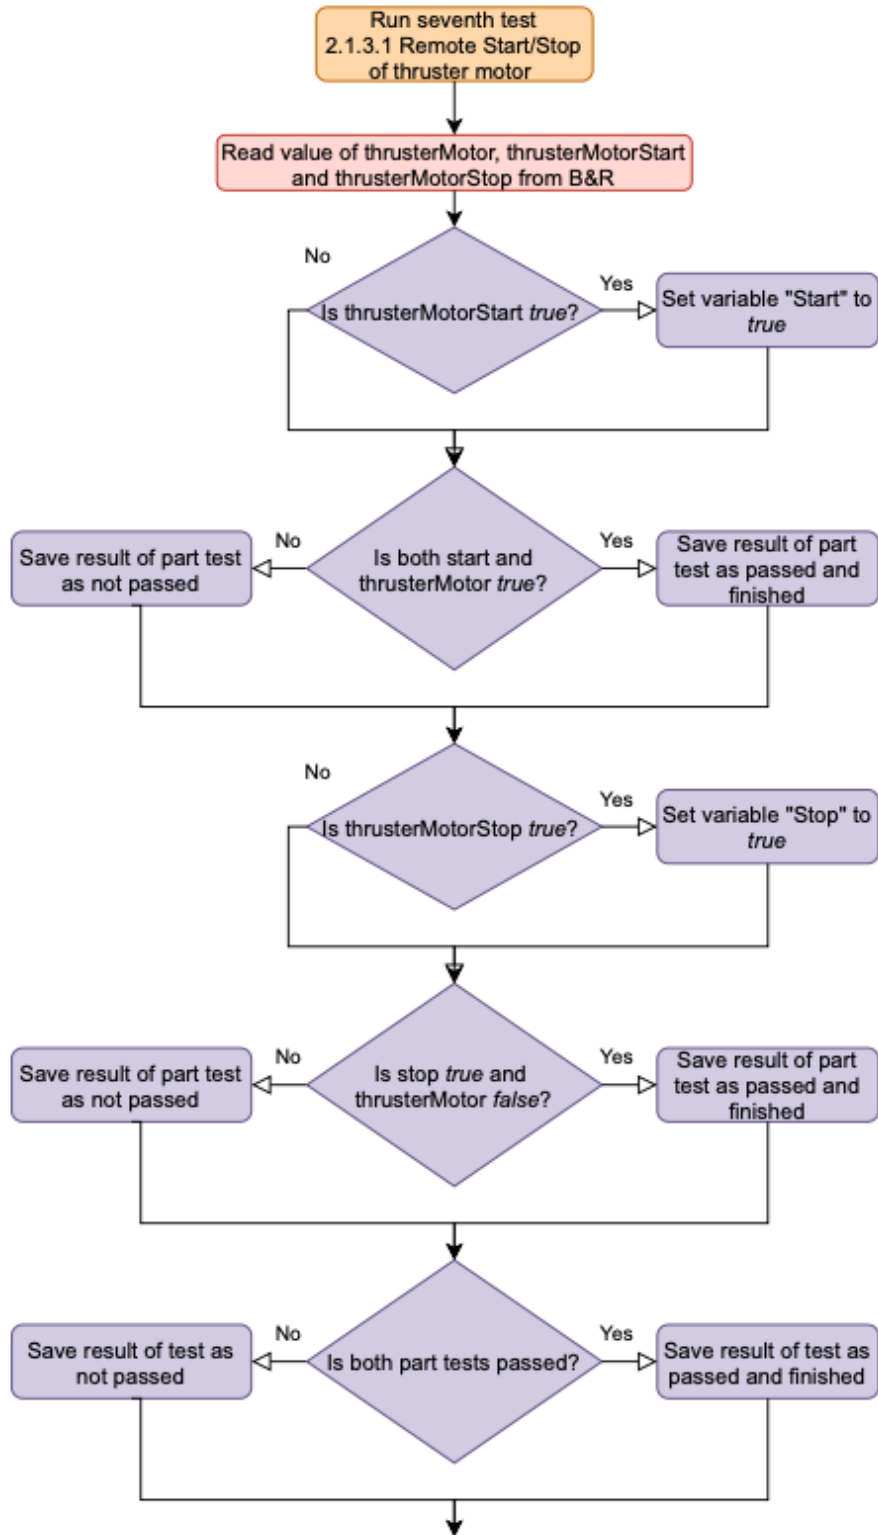 Run seventh test
2.1.3.1 Remote Start/Stop
of thruster motor
Read value of thrusterMotor, thrusterMotorStart
and thrusterMotorStop from B&R
No
Is thrusterMotorStart true?
Yes
Set variable "Start" to
true
Save result of part test
as not passed
No
Is both start and
thrusterMotor true?
Yes
Save result of part
test as passed and
finished
No
Is thrusterMotorStop true?
Yes
Set variable "Stop" to
true
Save result of part test
as not passed
No
Is stop true and
thrusterMotor false?
Yes
Save result of part
test as passed and
finished
Save result of test as
not passed
No
Is both part tests passed?
Yes
Save result of test as
passed and finished